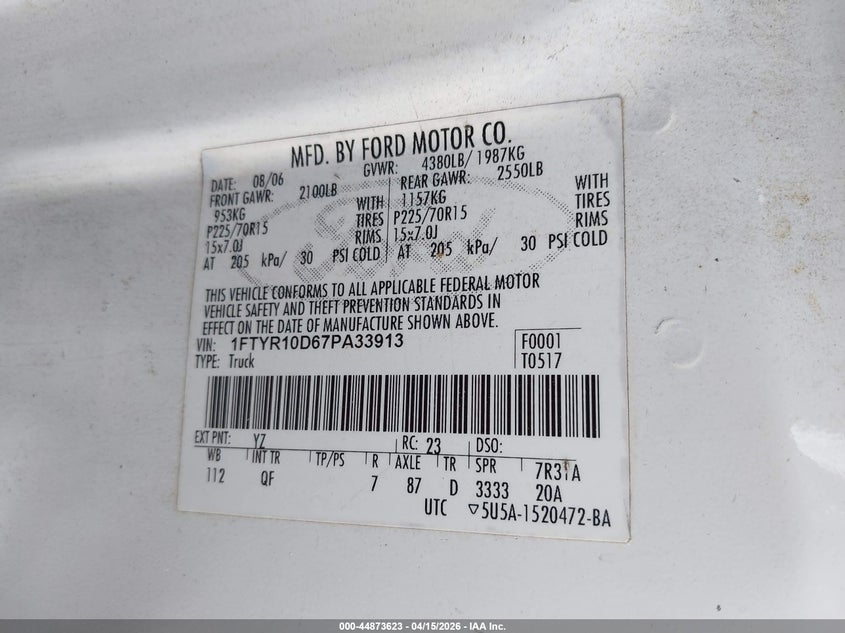 MFD. BY FORD MOTOR CO.
DATE: 08/06 GVWR: 4380LB/ 1987KG
FRONT GAWR: 2100LB REAR GAWR: 2550LB
953KG WITH 1157KG WITH
P225/70R15 TIRES P225/70R15 TIRES
15x7.0J RIMS 15x7.0J RIMS
AT 205 kPa/ 30 PSI COLD AT 205 kPa/ 30 PSI COLD
Ford
THIS VEHICLE CONFORMS TO ALL APPLICABLE FEDERAL MOTOR
VEHICLE SAFETY AND THEFT PREVENTION STANDARDS IN
EFFECT ON THE DATE OF MANUFACTURE SHOWN ABOVE.
VIN: 1FTYR10D67PA33913 F0001
TYPE: Truck T0517
EXT PNT: YZ RC: 23 DSO:
WB INT TR TP/PS R AXLE TR SPR 7R31A
112 QF 7 87 D 3333 20A
UTC ▽5U5A-1520472-BA
000-44873623 - 04/15/2026 - IAA Inc.